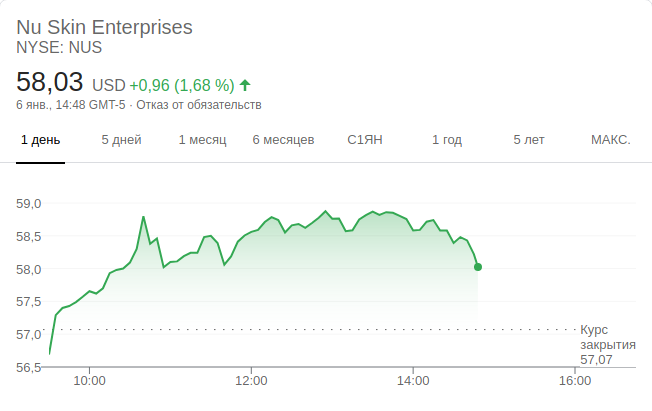 Nu Skin Enterprises
NYSE: NUS
58,03 USD +0,96 (1,68 %)
6 янв., 14:48 GMT-5 · Отказ от обязательств
1 день 5 дней 1 месяц 6 месяцев С1ЯН 1 год 5 лет МАКС.
59,0
58,5
58,0
57,5
57,0
Курс
закрытия
57,07
56,5
10:00 12:00 14:00 16:00